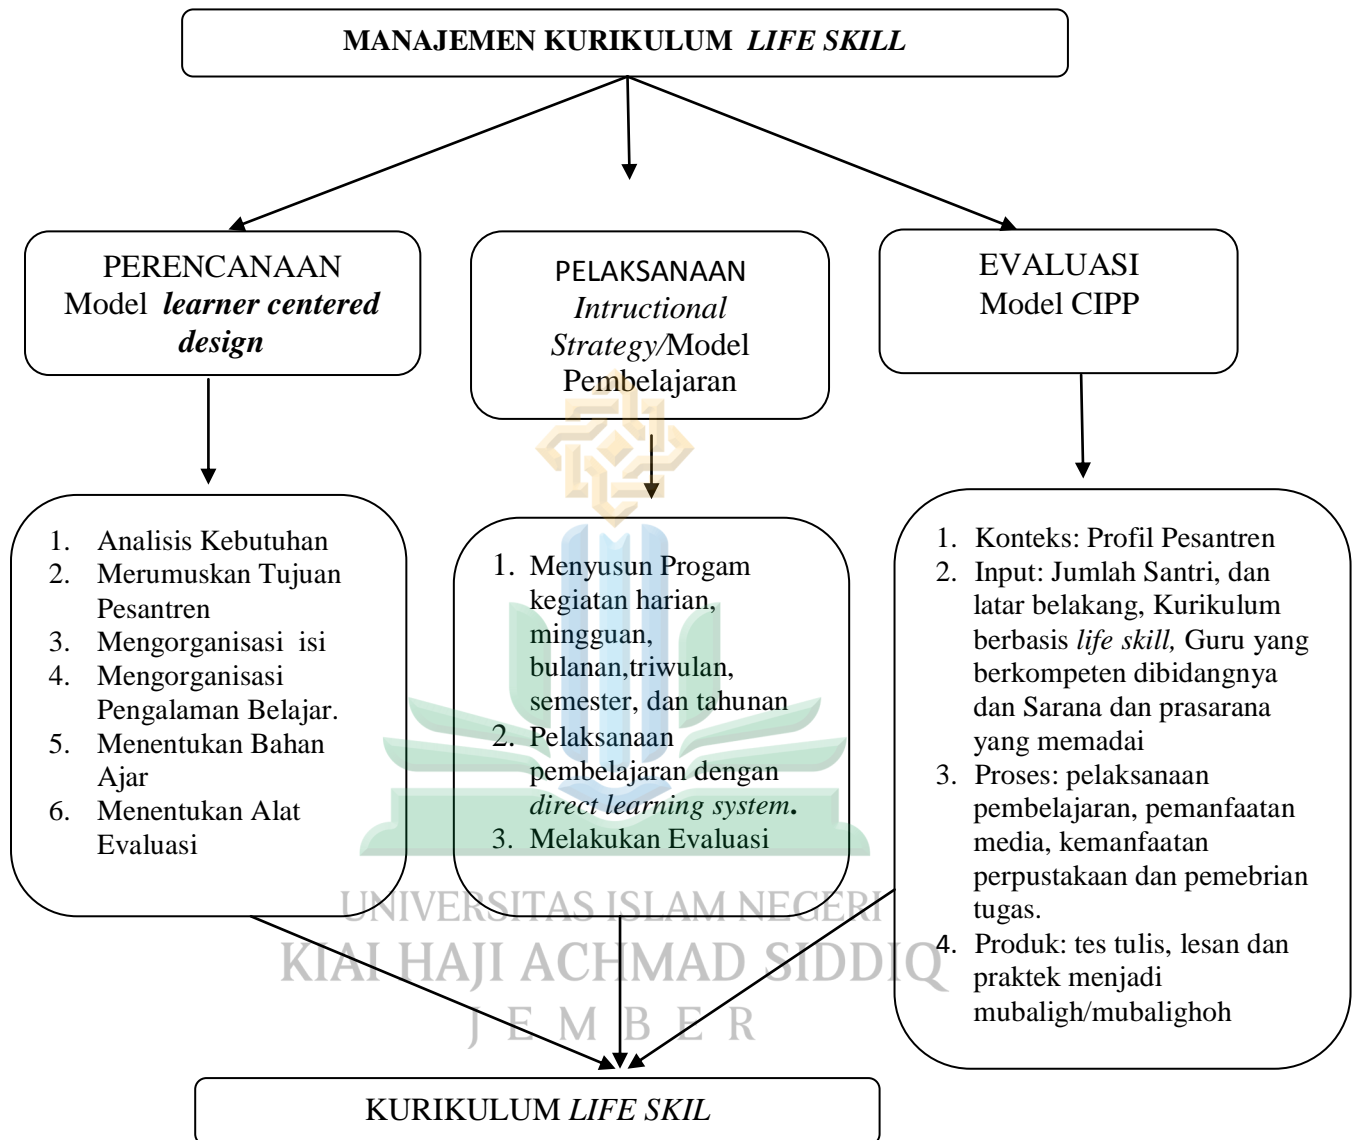 MANAJEMEN KURIKULUM LIFE SKILL
PERENCANAAN
Model learner centered
design
PELAKSANAAN
Intructional
Strategy/Model
Pembelajaran
EVALUASI
Model CIPP
1. Analisis Kebutuhan
2. Merumuskan Tujuan
Pesantren
3. Mengorganisasi isi
4. Mengorganisasi
Pengalaman Belajar.
5. Menentukan Bahan
Ajar
6. Menentukan Alat
Evaluasi
1. Menyusun Progam
kegiatan harian,
mingguan,
bulanan,triwulan,
semester, dan tahunan
2. Pelaksanaan
pembelajaran dengan
direct learning system.
3. Melakukan Evaluasi
1. Konteks: Profil Pesantren
2. Input: Jumlah Santri, dan
latar belakang, Kurikulum
berbasis life skill, Guru yang
berkompeten dibidangnya
dan Sarana dan prasarana
yang memadai
3. Proses: pelaksanaan
pembelajaran, pemanfaatan
media, kemanfaatan
perpustakaan dan pemebrian
tugas.
4. Produk: tes tulis, lesan dan
praktek menjadi
mubaligh/mubalighoh
UNIVERSITAS ISLAM NEGERI
KIAI HAJI ACHMAD SIDDIQ
JEMBER
KURIKULUM LIFE SKIL